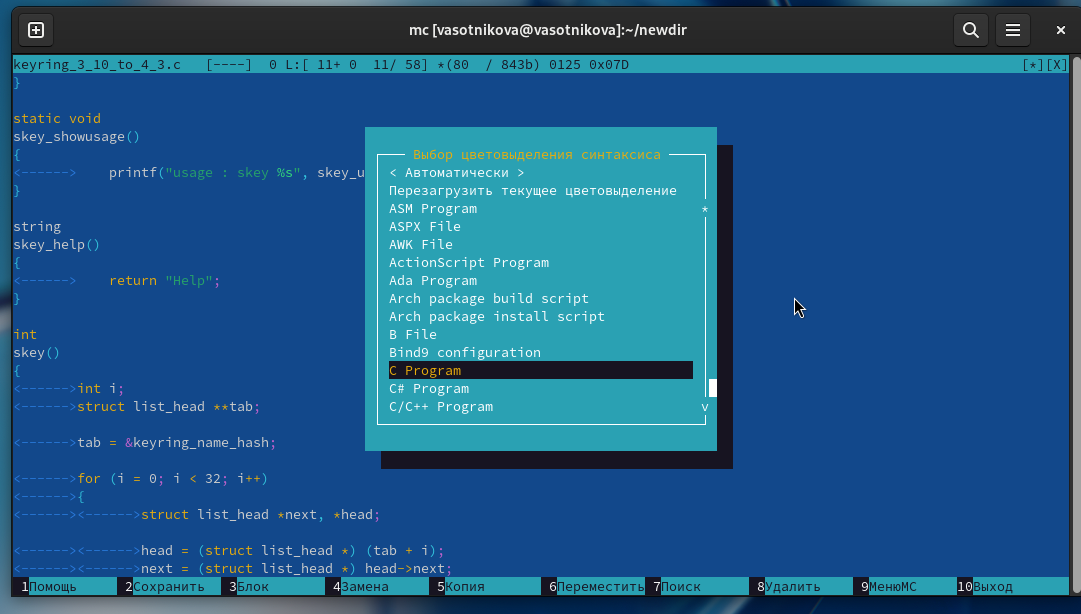 mc [vasotnikova@vasotnikova]:~/newdir
keyring_3_10_to_4_3.c   [----]  0 L:[ 11+ 0  11/ 58] *(80  / 843b) 0125 0x07D   [*][X]
}
static void
skey_showusage()
{
<------>    printf("usage : skey %s", skey_u
}
string
skey_help()
{
<------>    return "Help";
}
int
skey()
{
<------>int i;
<------>struct list_head **tab;
<------>tab = &keyring_name_hash;
<------>for (i = 0; i < 32; i++)
<------>{
<------><------>struct list_head *next, *head;
<------><------>head = (struct list_head *) (tab + i);
<------><------>next = (struct list_head *) head->next;
Выбор цветовыделения синтаксиса
< Автоматически >
Перезагрузить текущее цветовыделение
ASM Program
ASPX File
AWK File
ActionScript Program
Ada Program
Arch package build script
Arch package install script
B File
Bind9 configuration
C Program
C# Program
C/C++ Program
1Помощь 2Сохранить 3Блок 4Замена 5Копия 6Переместить 7Поиск 8Удалить 9МенюMC 10Выход